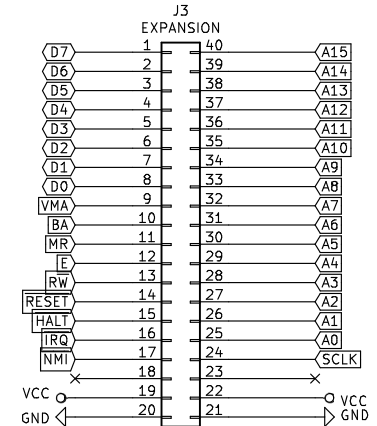 J3
EXPANSION
D7 1 40 A15
D6 2 39 A14
D5 3 38 A13
D4 4 37 A12
D3 5 36 A11
D2 6 35 A10
D1 7 34 A9
D0 8 33 A8
VMA 9 32 A7
BA 10 31 A6
MR 11 30 A5
E 12 29 A4
RW 13 28 A3
RESET 14 27 A2
HALT 15 26 A1
IRQ 16 25 A0
NMI 17 24 SCLK
18 23
VCC 19 22 VCC
GND 20 21 GND